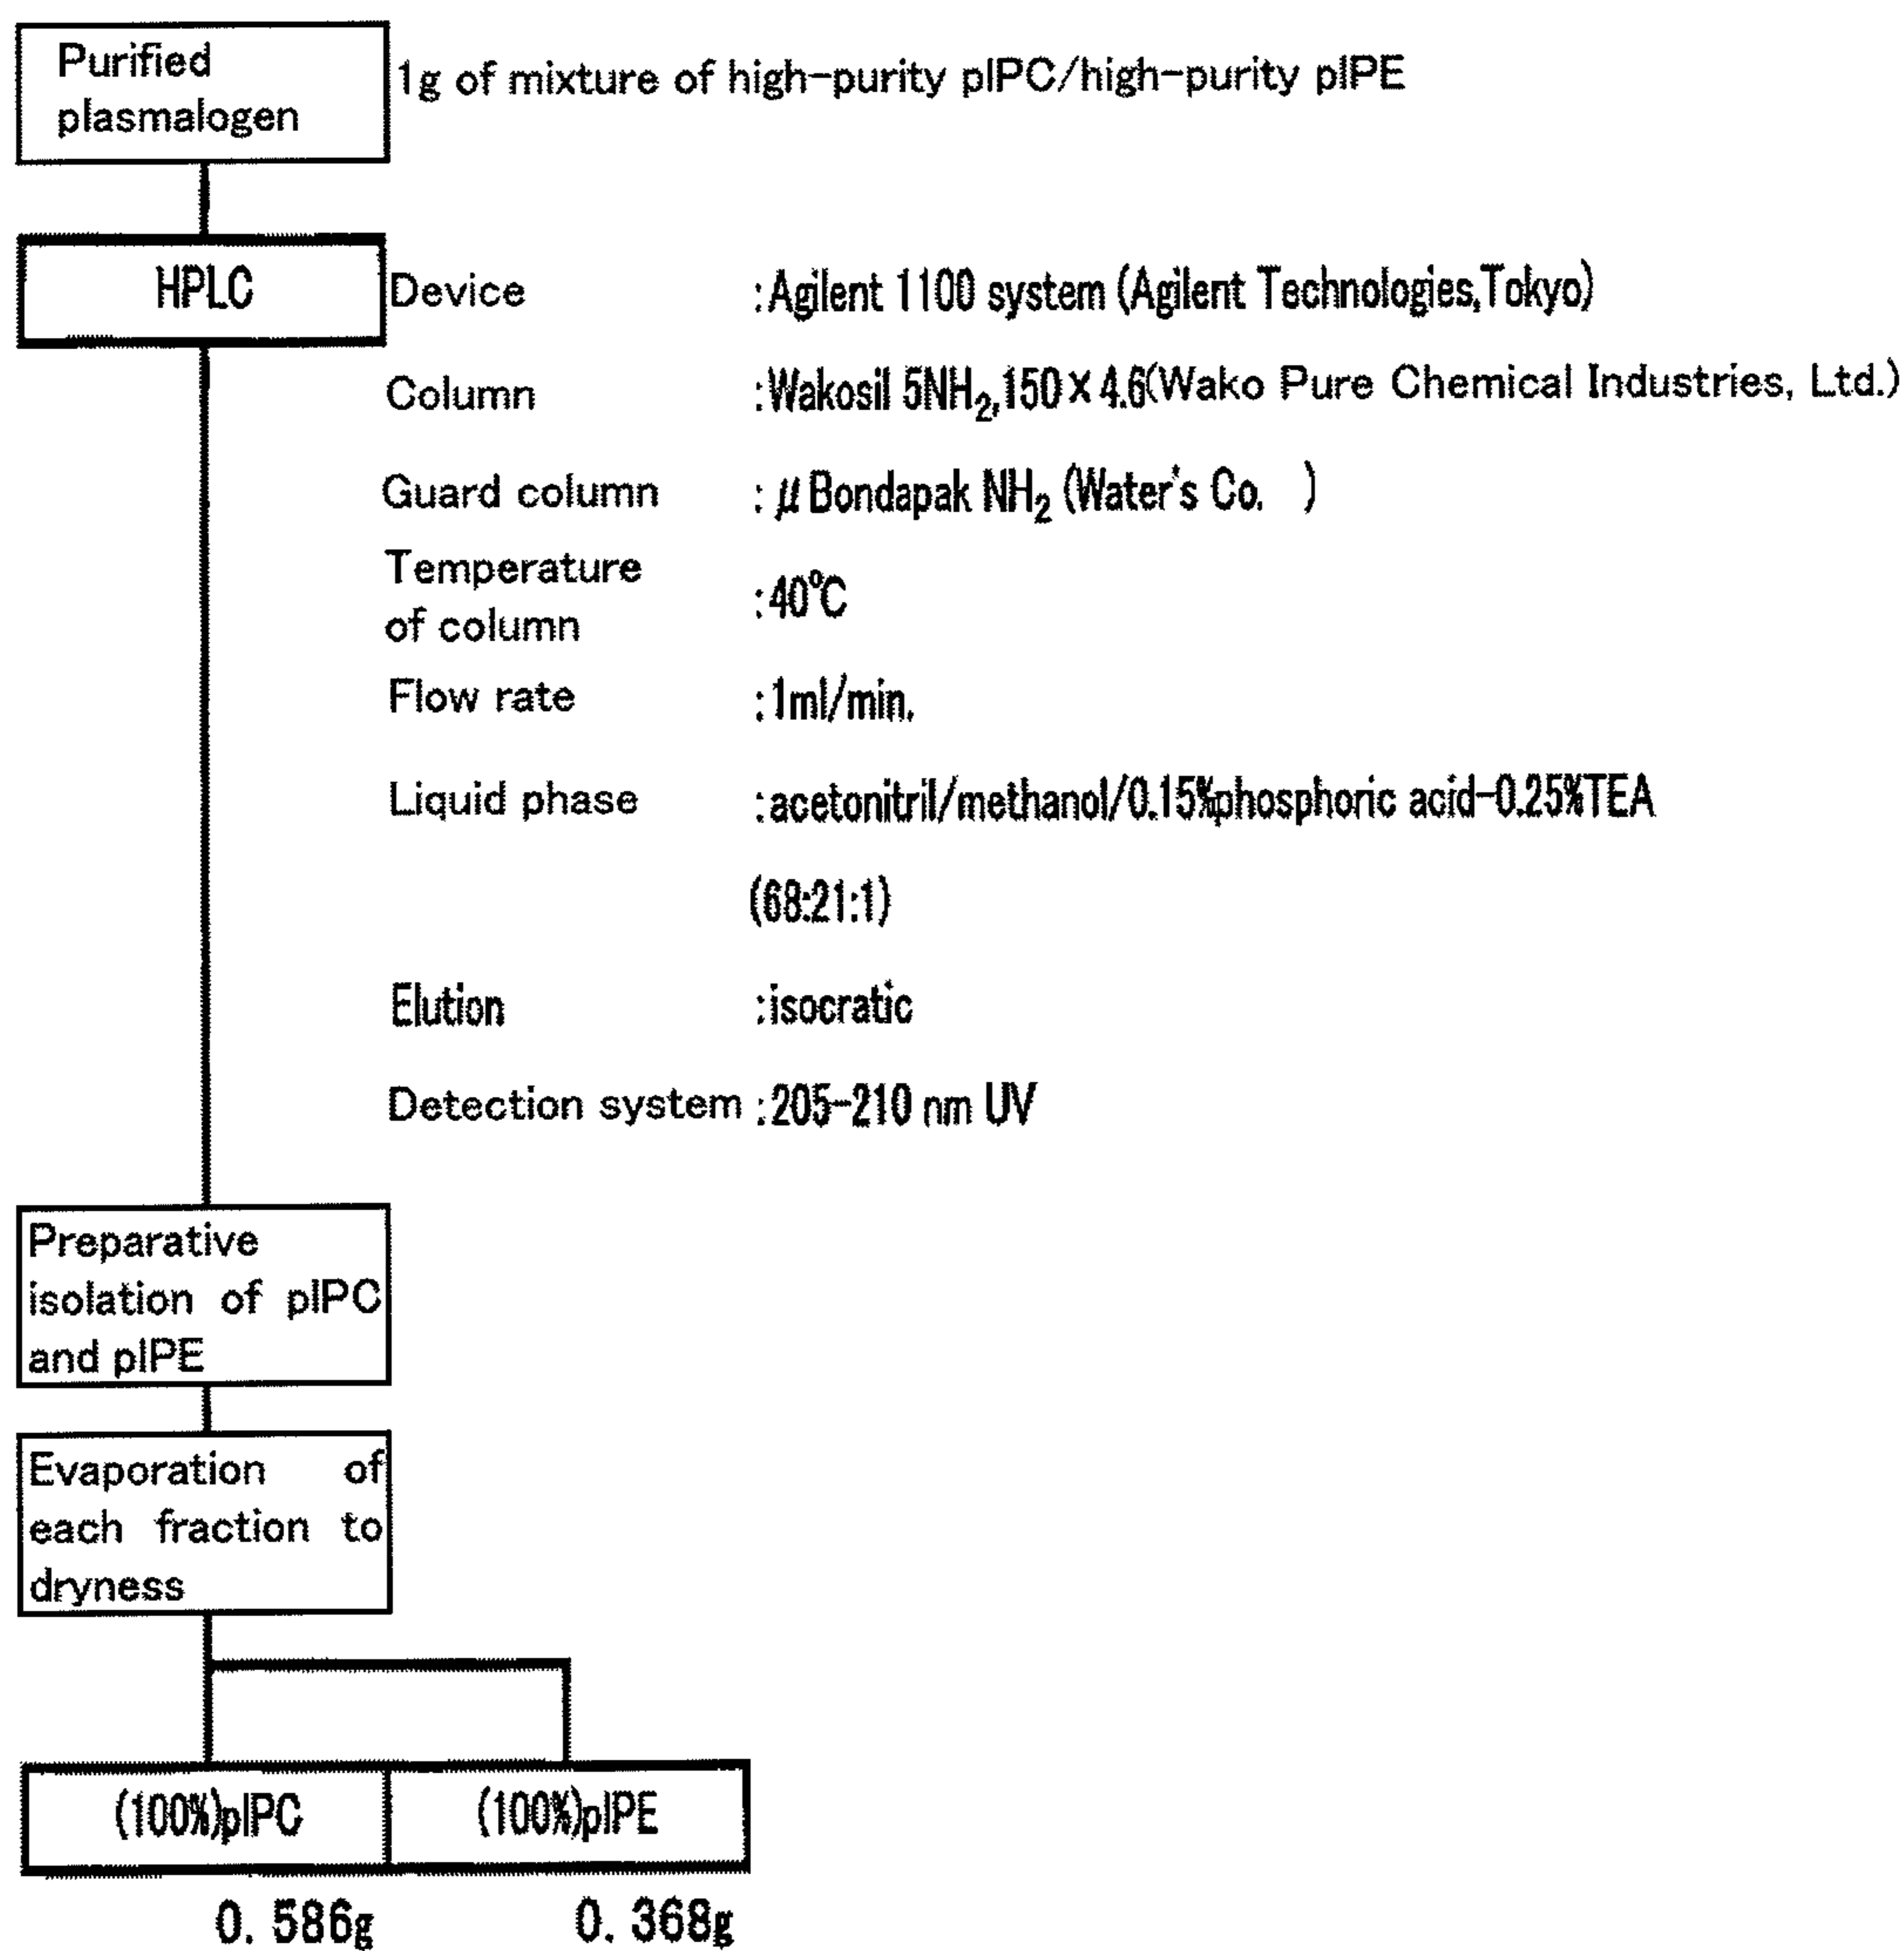 Purified
plasmalogen
1g of mixture of high-purity plPC/high-purity plPE
HPLC
Device :Agilent 1100 system (Agilent Technologies,Tokyo)
Column :Wakosil 5NH₂,150×4.6(Wako Pure Chemical Industries, Ltd.)
Guard column :μBondapak NH₂ (Water's Co. )
Temperature
of column :40℃
Flow rate :1ml/min.
Liquid phase :acetonitril/methanol/0.15%phosphoric acid-0.25%TEA
(68:21:1)
Elution :isocratic
Detection system :205-210 nm UV
Preparative
isolation of plPC
and plPE
Evaporation of
each fraction to
dryness
(100%)plPC (100%)plPE
0. 586g 0. 368g